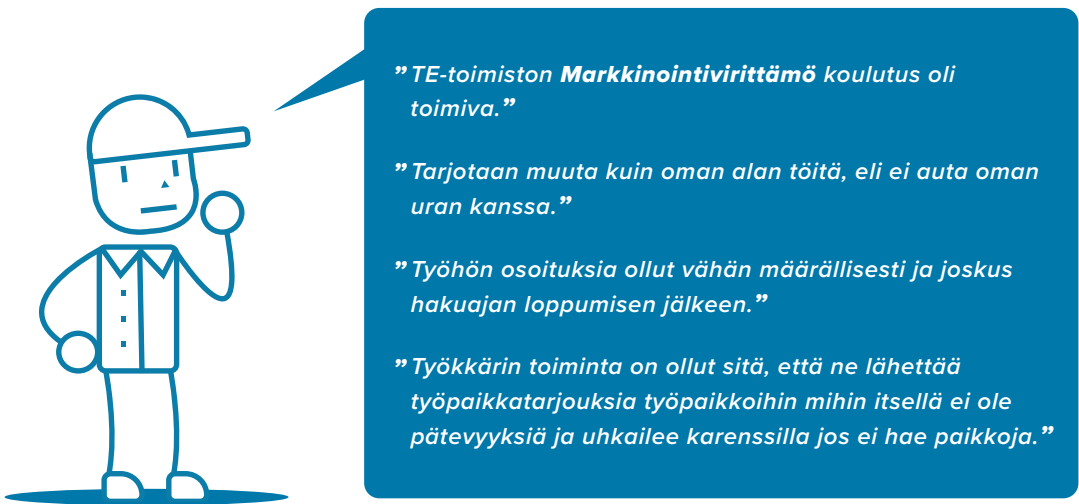 ” TE-toimiston Markkinointivirittämö koulutus oli
toimiva.”
” Tarjotaan muuta kuin oman alan töitä, eli ei auta oman
uran kanssa.”
” Työhön osoituksia ollut vähän määrällisesti ja joskus
hakuajan loppumisen jälkeen.”
” Työkkärin toiminta on ollut sitä, että ne lähettää
työpaikkatarjouksia työpaikkoihin mihin itsellä ei ole
pätevyyksiä ja uhkailee karenssilla jos ei hae paikkoja.”